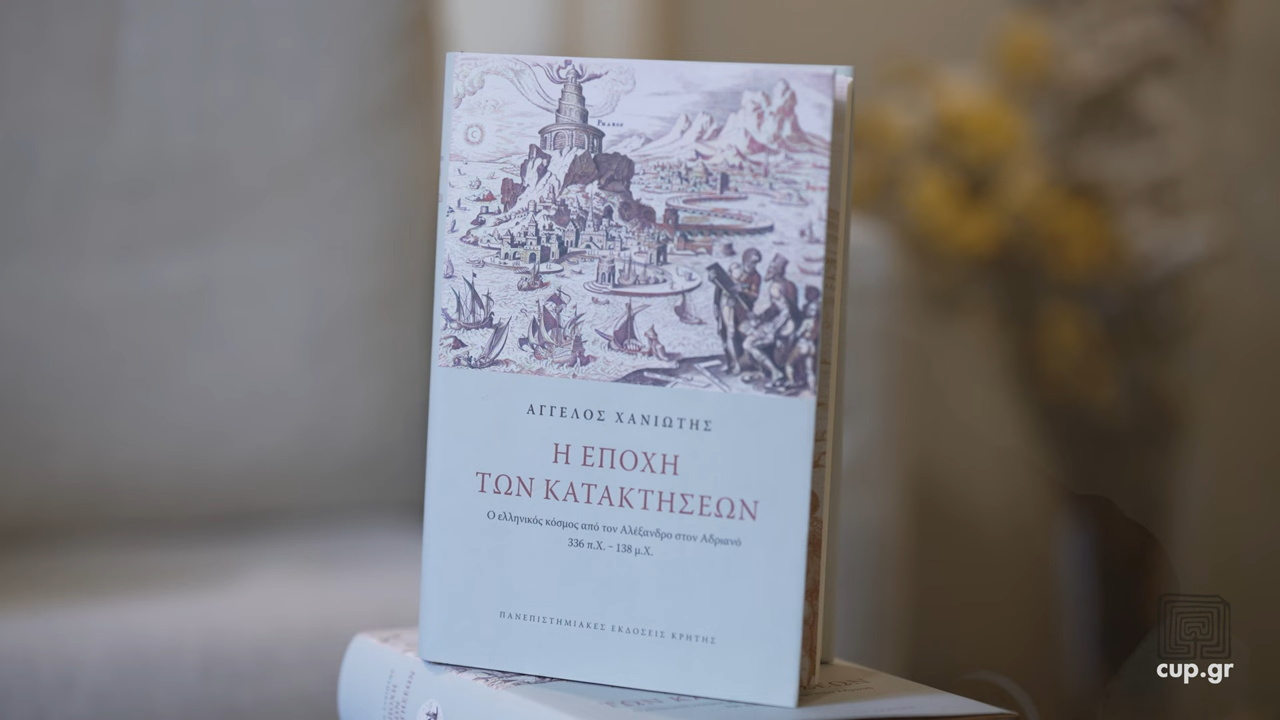 ΦΑΡΟΣ
ΑΓΓΕΛΟΣ ΧΑΝΙΩΤΗΣ
Η ΕΠΟΧΗ
ΤΩΝ ΚΑΤΑΚΤΗΣΕΩΝ
Ο ελληνικός κόσμος από τον Αλέξανδρο στον Αδριανό
336 π.Χ. – 138 μ.Χ.
ΠΑΝΕΠΙΣΤΗΜΙΑΚΕΣ ΕΚΔΟΣΕΙΣ ΚΡΗΤΗΣ
cup.gr